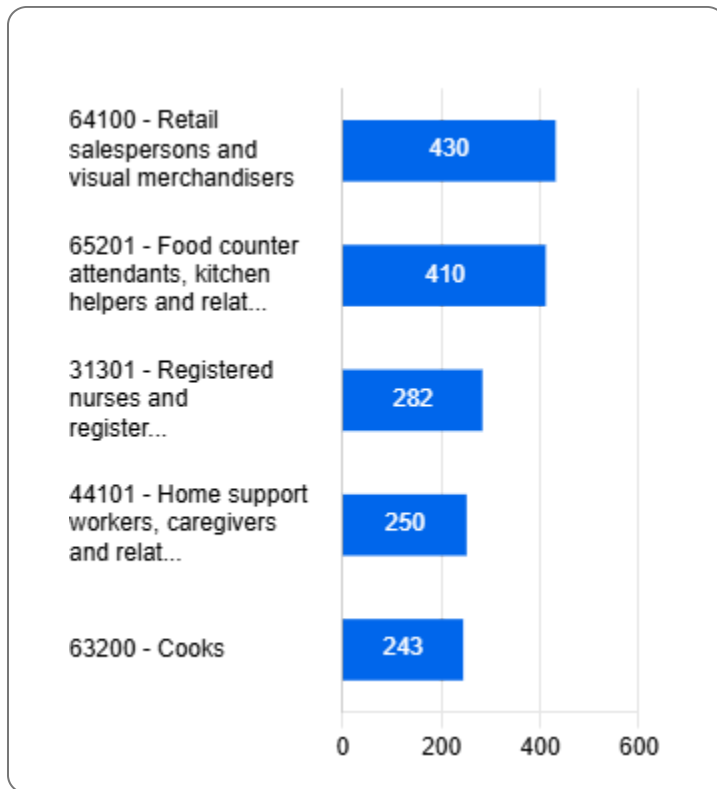 64100 - Retail
salespersons and
visual merchandisers
430
65201 - Food counter
attendants, kitchen
helpers and relat...
410
31301 - Registered
nurses and
register...
282
44101 - Home support
workers, caregivers
and relat...
250
63200 - Cooks
243
0 200 400 600